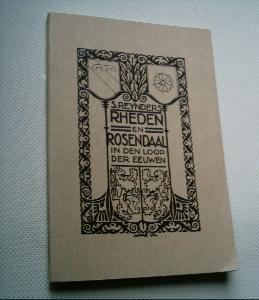 S. REYNDERS
RHEDEN
EN
ROSENDAAL
IN DEN LOOP
DER EEUWEN